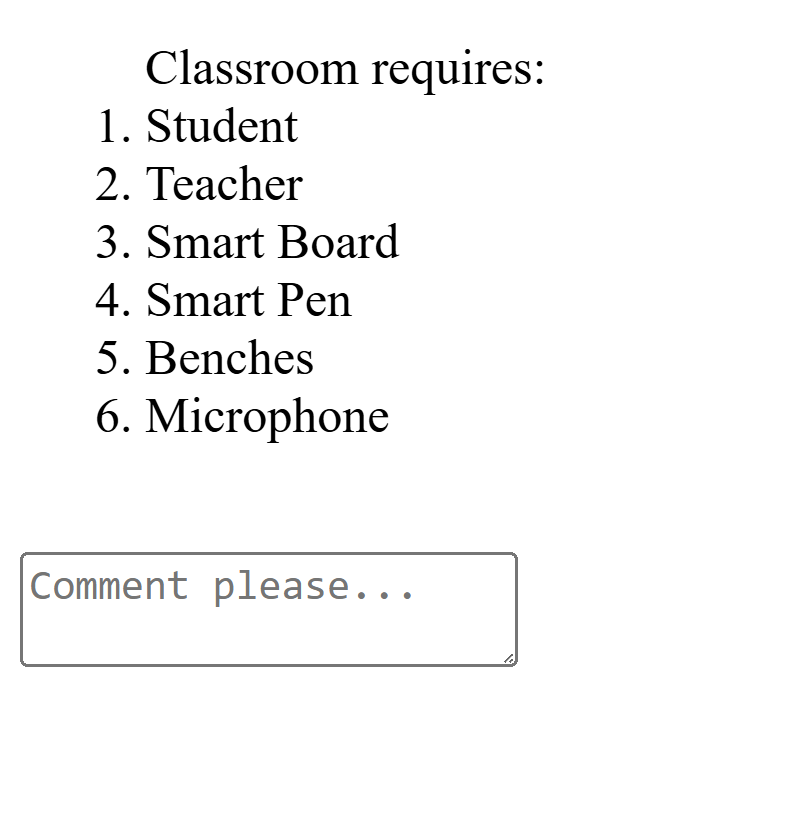 Classroom requires:
1. Student
2. Teacher
3. Smart Board
4. Smart Pen
5. Benches
6. Microphone
Comment please...